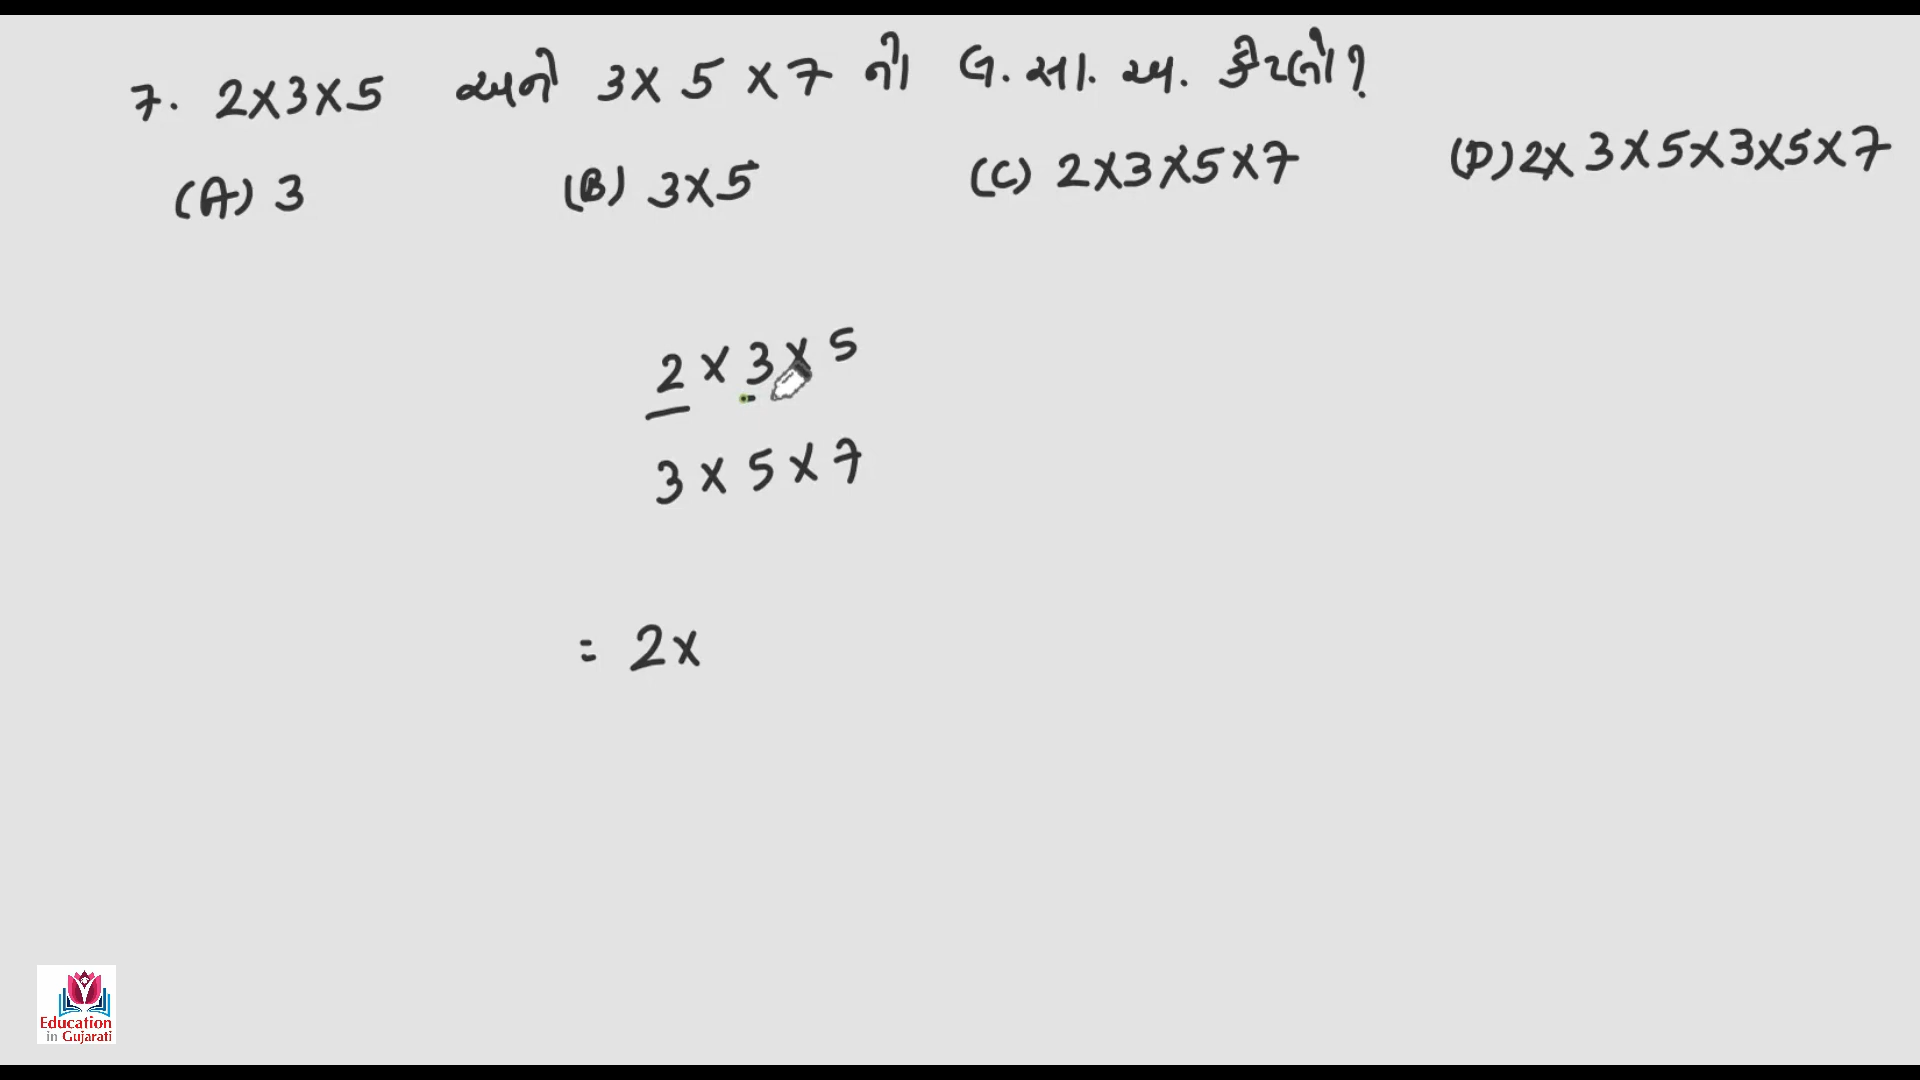 7. 2×3×5 અને 3×5×7 નો લ. સા. અ. કેટલો?
(A) 3 (B) 3×5 (C) 2×3×5×7 (D) 2×3×5×3×5×7
2×3×5
3×5×7
= 2×
Education
in Gujarati